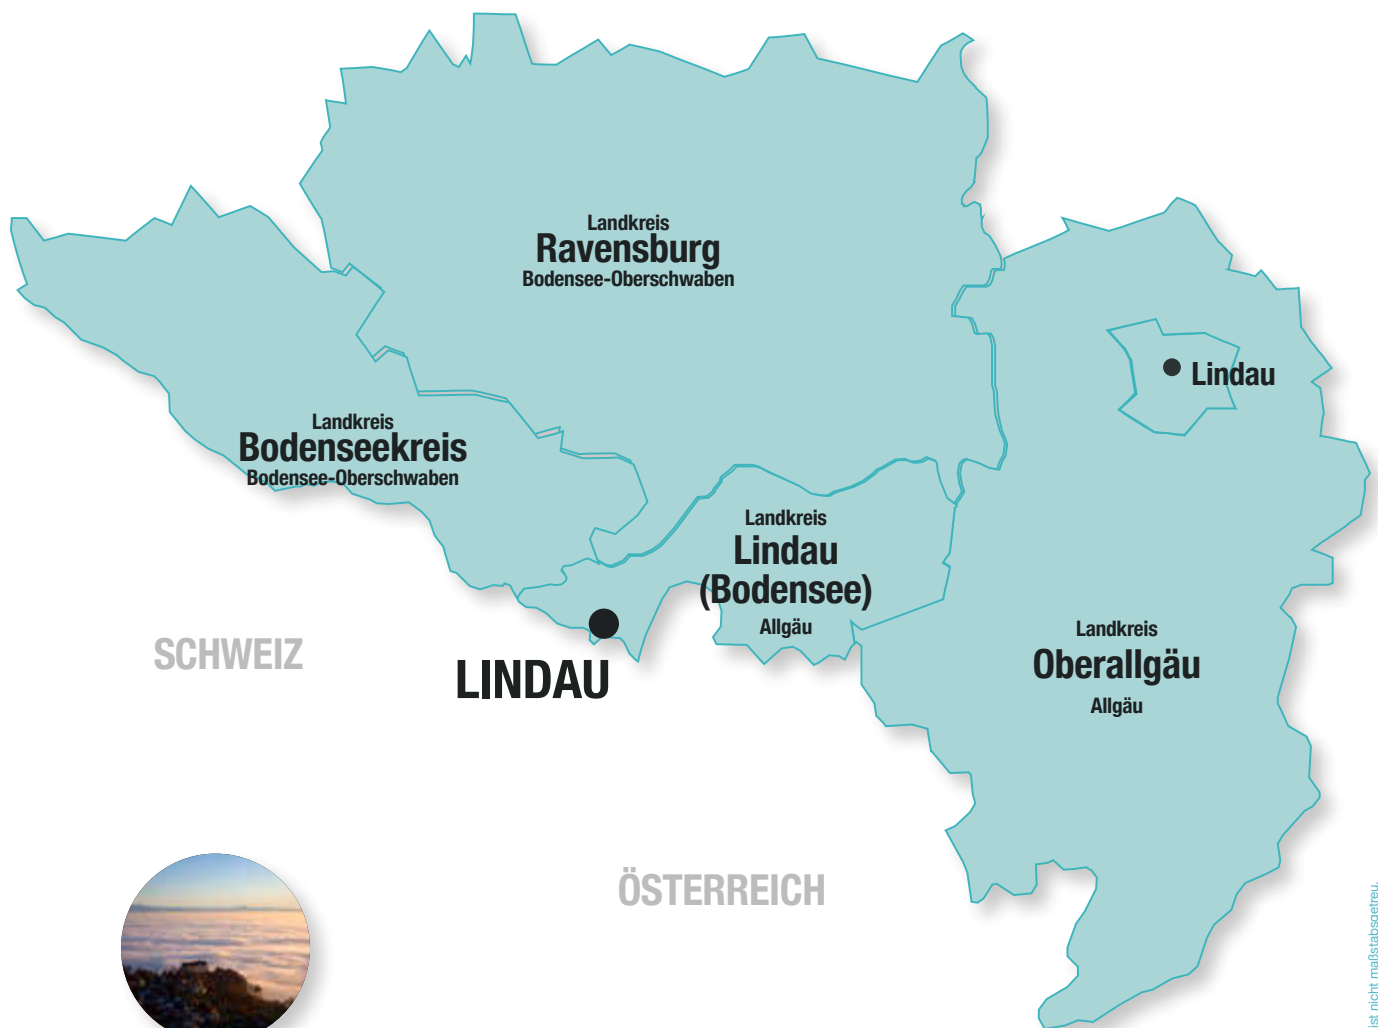 Landkreis
Ravensburg
Bodensee-Oberschwaben
Lindau
Landkreis
Bodenseekreis
Bodensee-Oberschwaben
Landkreis
Lindau
(Bodensee)
Allgäu
LINDAU
Landkreis
Oberallgäu
Allgäu
SCHWEIZ
ÖSTERREICH
ist nicht maßstabsgetreu.